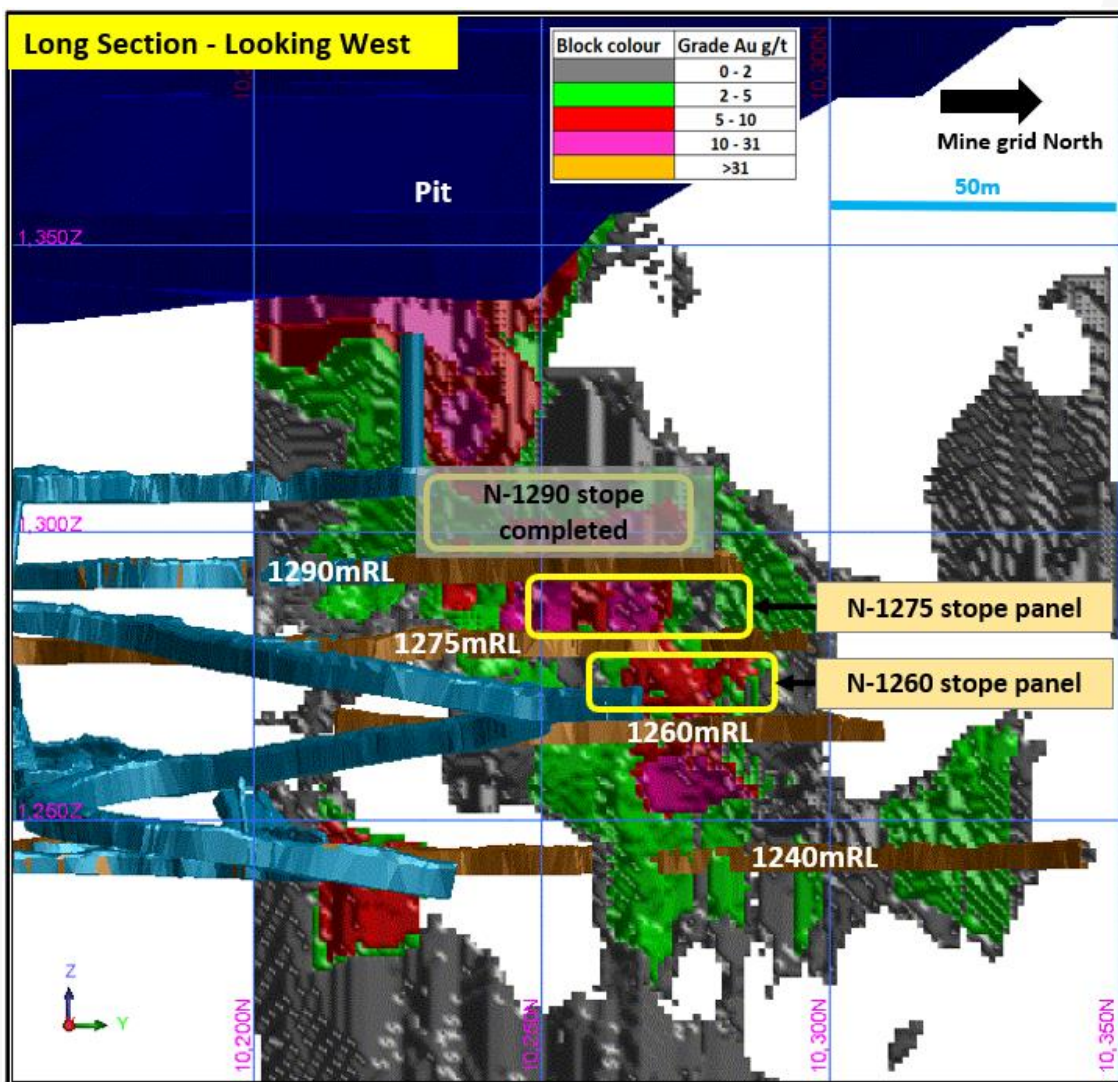 Long Section - Looking West
Block colour Grade Au g/t
0 - 2
2 - 5
5 - 10
10 - 31
>31
10,300N
Mine grid North
50m
Pit
1,350Z
N-1290 stope
completed
1,300Z
1290mRL
N-1275 stope panel
1275mRL
N-1260 stope panel
1260mRL
1,250Z
1240mRL
Z
Y
10,200N
10,250N
10,300N
10,350N